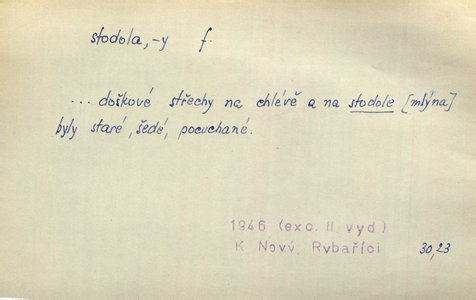 stodola, -y f.
... doškové střechy na chlévě a na stodole [mlýna]
byly staré, šedé, pocuchané.
1946 (exc. II vyd)
K Nový Rybaříci 30,23